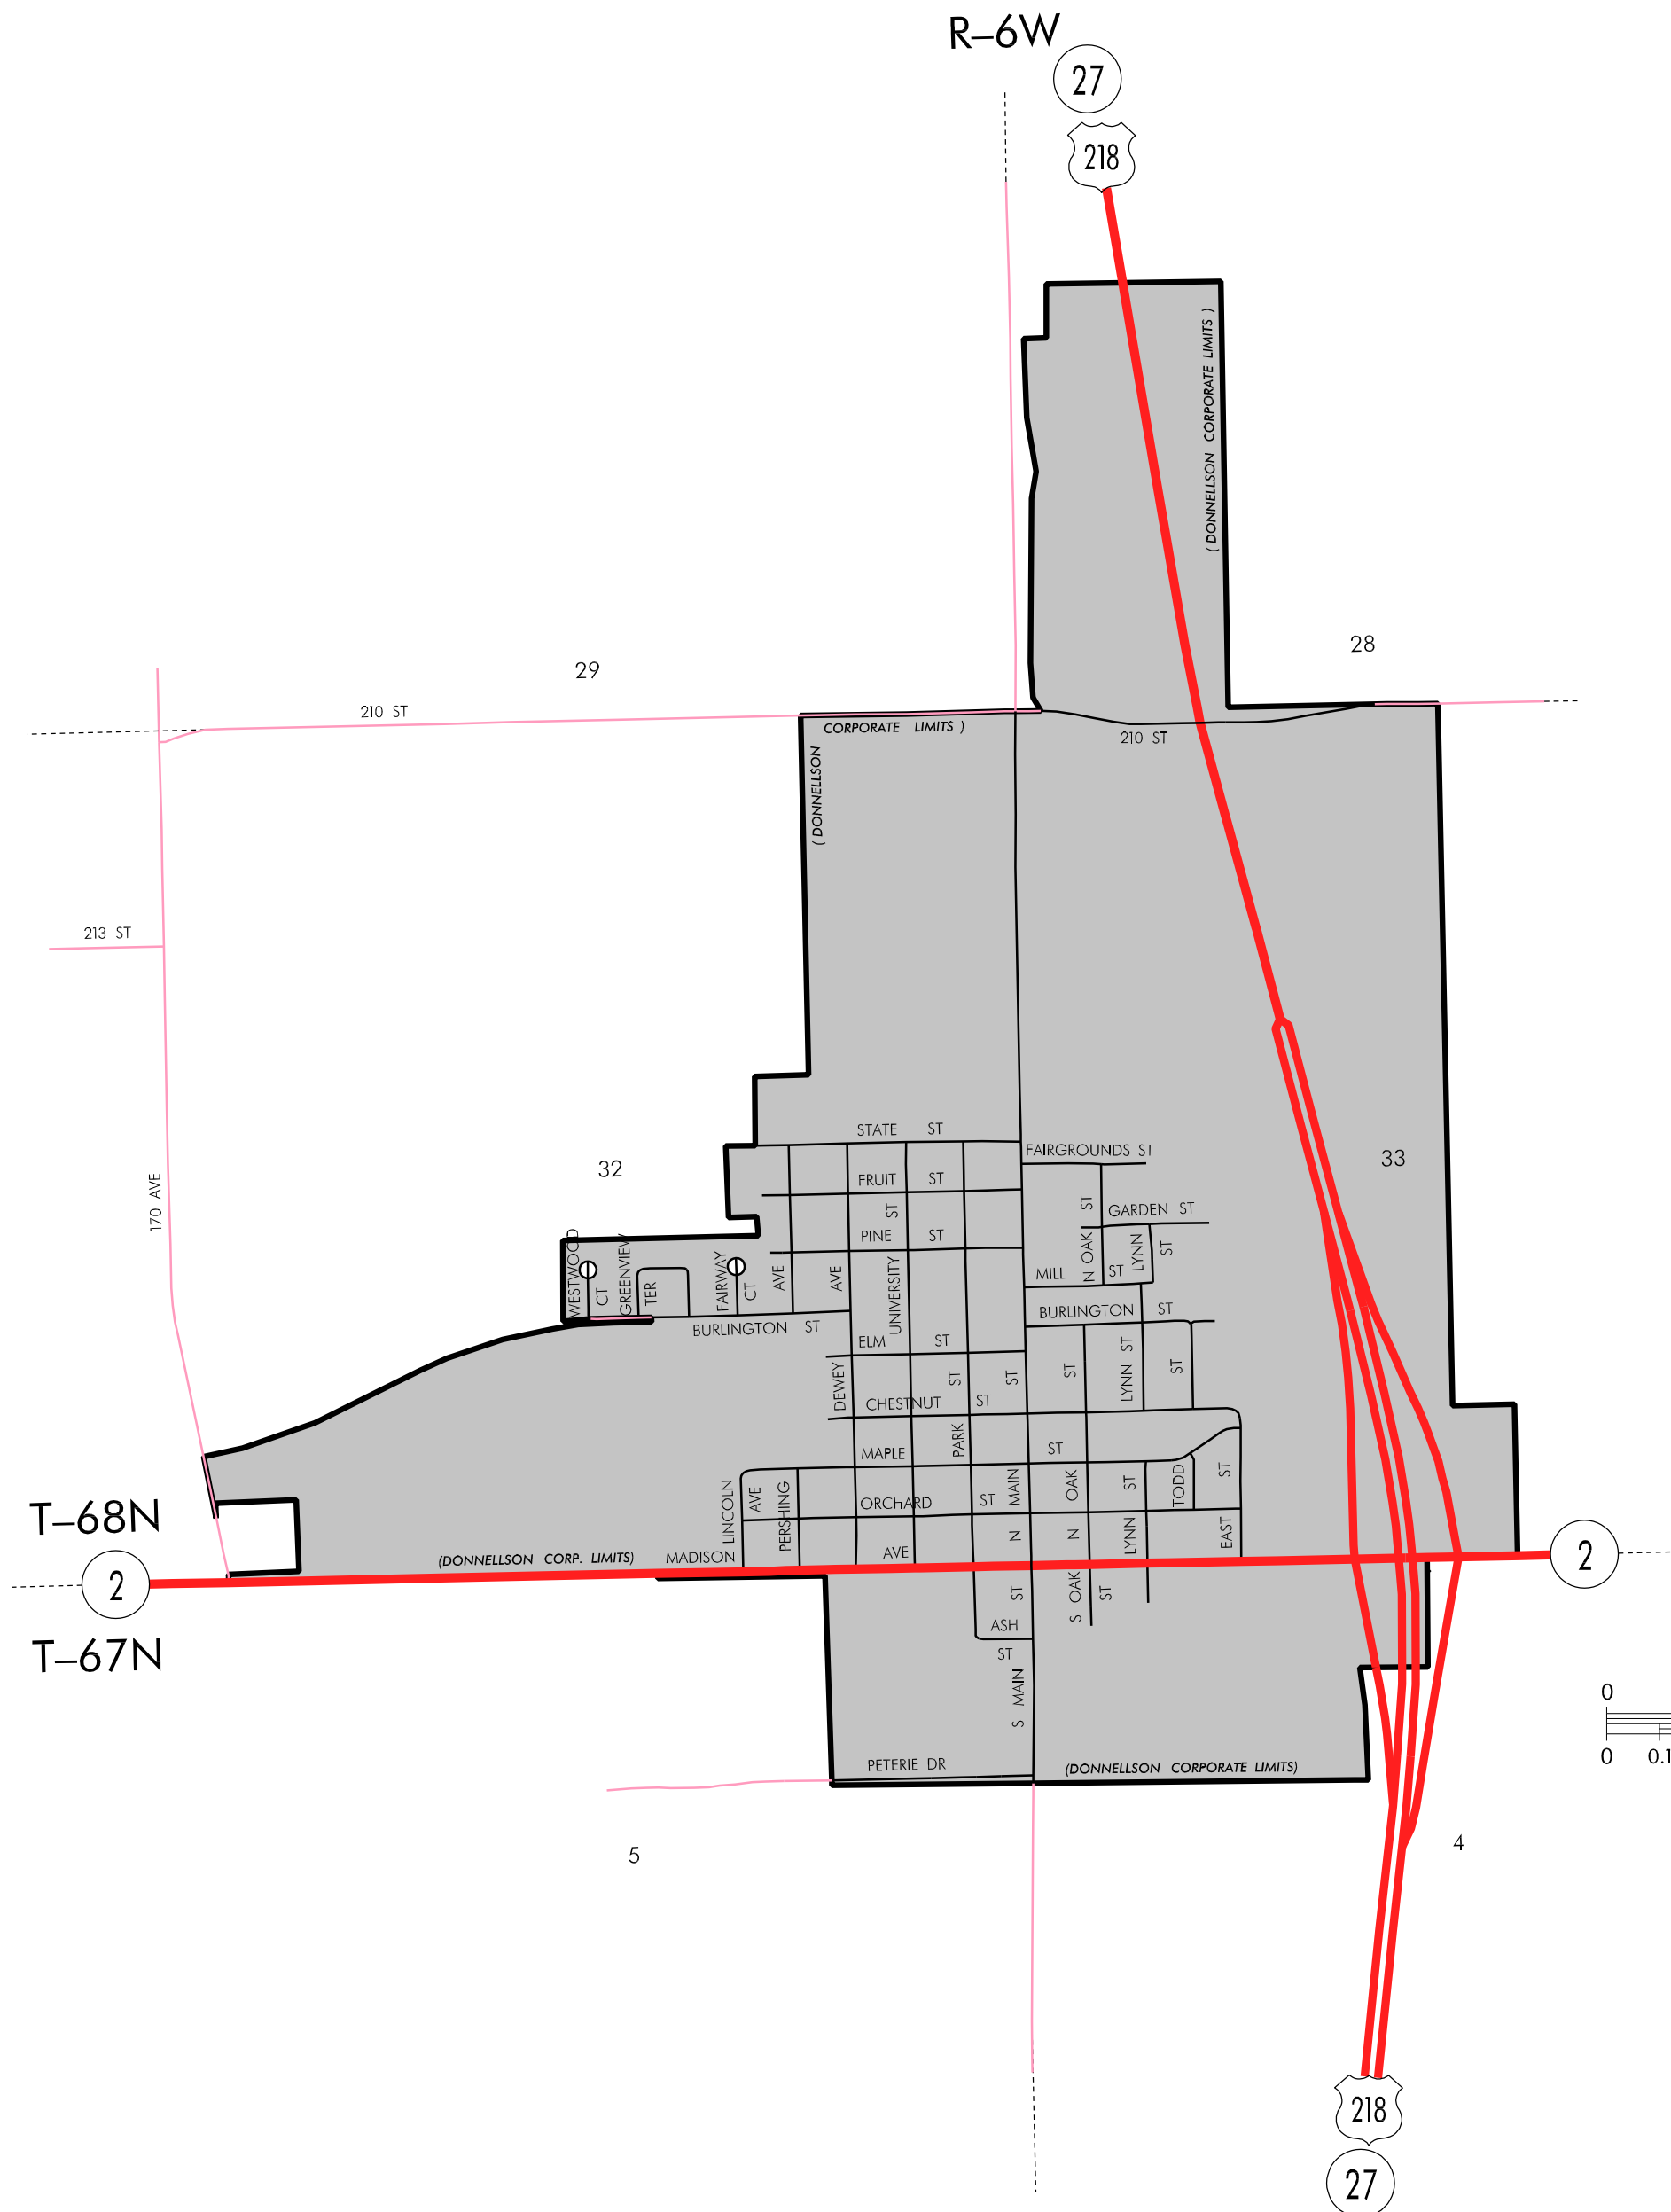 R–6W
27
218
( DONNELLSON CORPORATE LIMITS )
28
29
210 ST
CORPORATE LIMITS )
( DONNELLSON
210 ST
213 ST
170 AVE
32
33
STATE ST
FAIRGROUNDS ST
FRUIT ST
GARDEN ST
ST
N OAK
PINE ST
UNIVERSITY
ST
LYNN
ST
MILL ST
WESTWOOD
CT
GREENVIEW
TER
FAIRWAY
CT
AVE
AVE
BURLINGTON ST
BURLINGTON ST
ELM ST
DEWEY
ST
ST
ST
LYNN ST
ST
CHESTNUT ST
PARK
MAPLE ST
LINCOLN
AVE
PERSHING
MAIN
OAK
ST
TODD
ST
ORCHARD ST
N
N
LYNN
EAST
T–68N
(DONNELLSON CORP. LIMITS)
MADISON AVE
2
2
T–67N
ST
S OAK
ST
ASH
ST
S MAIN
PETERIE DR
(DONNELLSON CORPORATE LIMITS)
0
0 0.1
5
4
218
27